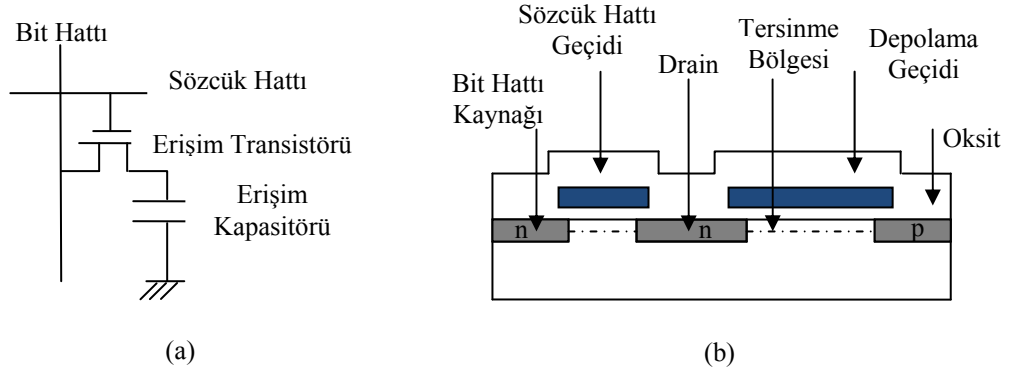 Bit Hattı
Sözcük Hattı
Erişim Transistörü
Erişim
Kapasitörü
(a)
Sözcük Hattı
Geçidi
Bit Hattı
Kaynağı
Drain
Tersinme
Bölgesi
Depolama
Geçidi
Oksit
n
n
p
(b)